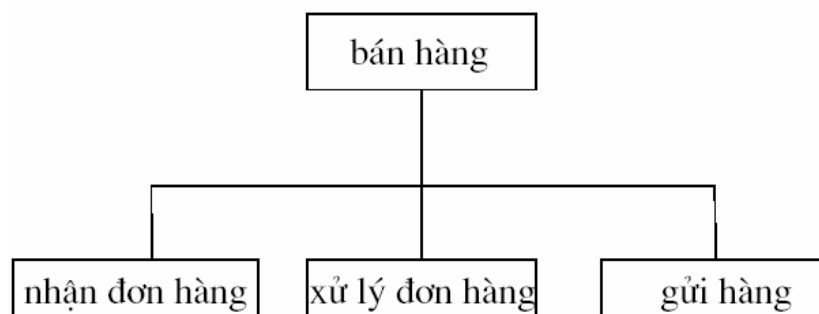 bán hàng
nhận đơn hàng
xử lý đơn hàng
gửi hàng